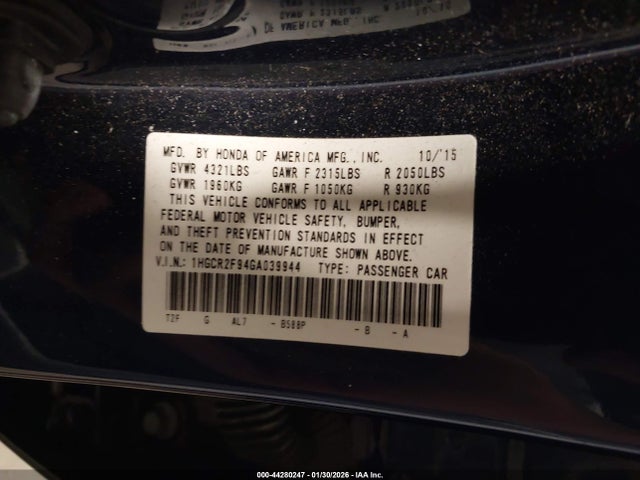 MFD. BY HONDA OF AMERICA MFG., INC. 10/'15
GVWR 4321LBS GAWR F 2315LBS R 2050LBS
GVWR 1960KG GAWR F 1050KG R 930KG
THIS VEHICLE CONFORMS TO ALL APPLICABLE
FEDERAL MOTOR VEHICLE SAFETY, BUMPER,
AND THEFT PREVENTION STANDARDS IN EFFECT
ON THE DATE OF MANUFACTURE SHOWN ABOVE.
V.I.N.: 1HGCR2F94GA039944 TYPE: PASSENGER CAR
T2F G AL7 -B588P -B -A
000-44280247 - 01/30/2026 - IAA Inc.